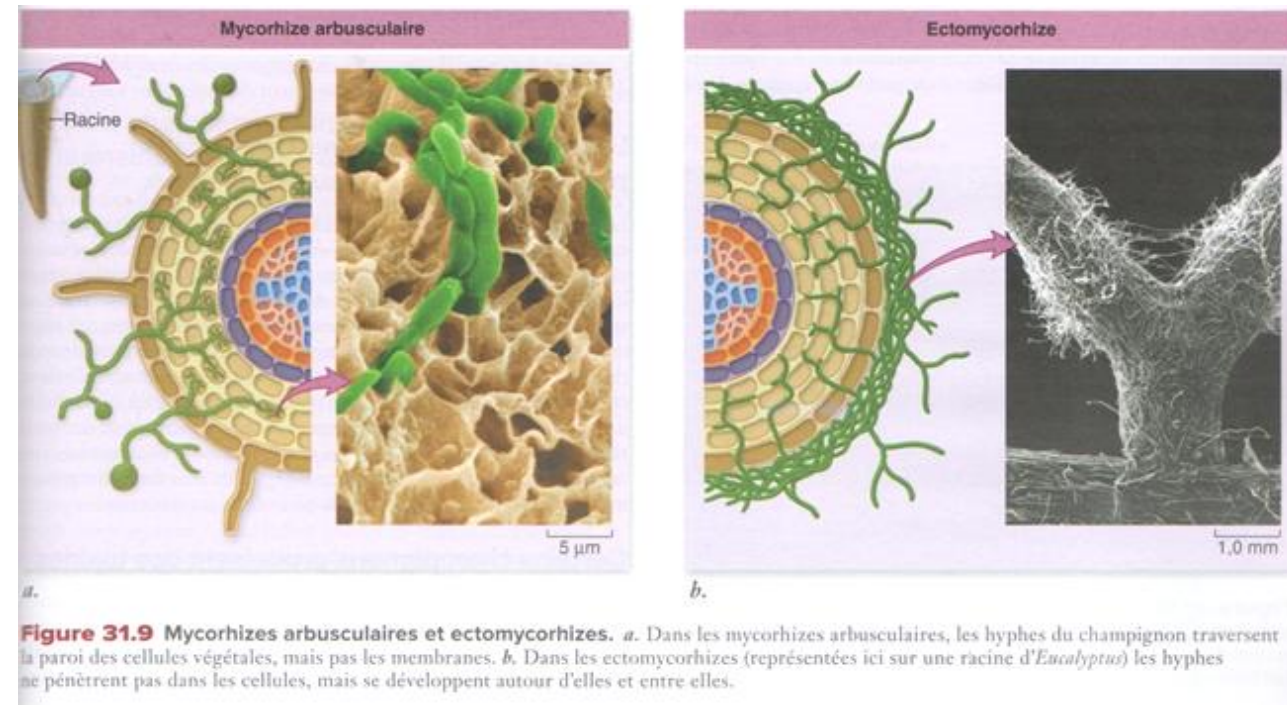 Mycorhize arbusculaire
Racine
5 µm
a.
Ectomycorhize
1,0 mm
b.
Figure 31.9 Mycorhizes arbusculaires et ectomycorhizes. a. Dans les mycorhizes arbusculaires, les hyphes du champignon traversent
la paroi des cellules végétales, mais pas les membranes. b. Dans les ectomycorhizes (représentées ici sur une racine d'Eucalyptus) les hyphes
ne pénètrent pas dans les cellules, mais se développent autour d'elles et entre elles.